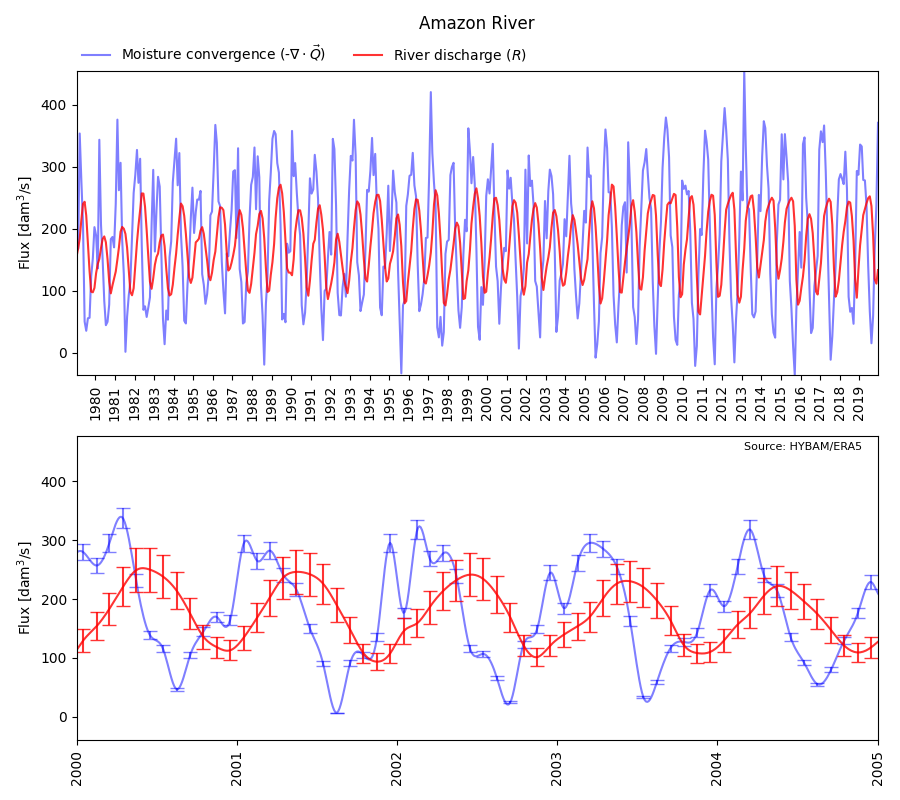 Amazon River
Moisture convergence (-∇ · Q⃗) River discharge (R)
Flux [dam³/s]
400
300
200
100
0
1980 1981 1982 1983 1984 1985 1986 1987 1988 1989 1990 1991 1992 1993 1994 1995 1996 1997 1998 1999 2000 2001 2002 2003 2004 2005 2006 2007 2008 2009 2010 2011 2012 2013 2014 2015 2016 2017 2018 2019
Source: HYBAM/ERA5
Flux [dam³/s]
400
300
200
100
0
2000 2001 2002 2003 2004 2005